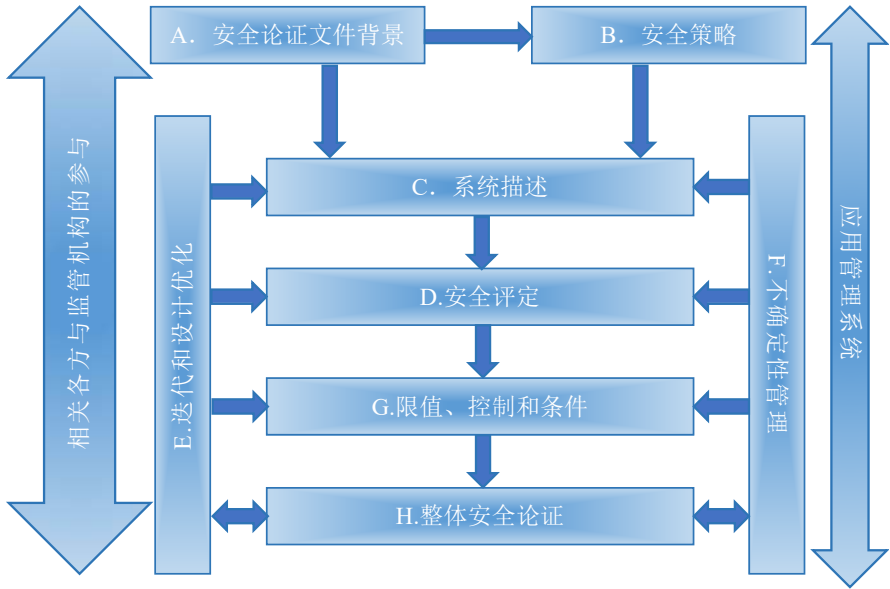 A．安全论证文件背景
B．安全策略
相关各方与监管机构的参与
E.迭代和设计优化
C．系统描述
D.安全评定
G.限值、控制和条件
H.整体安全论证
F.不确定性管理
应用管理系统